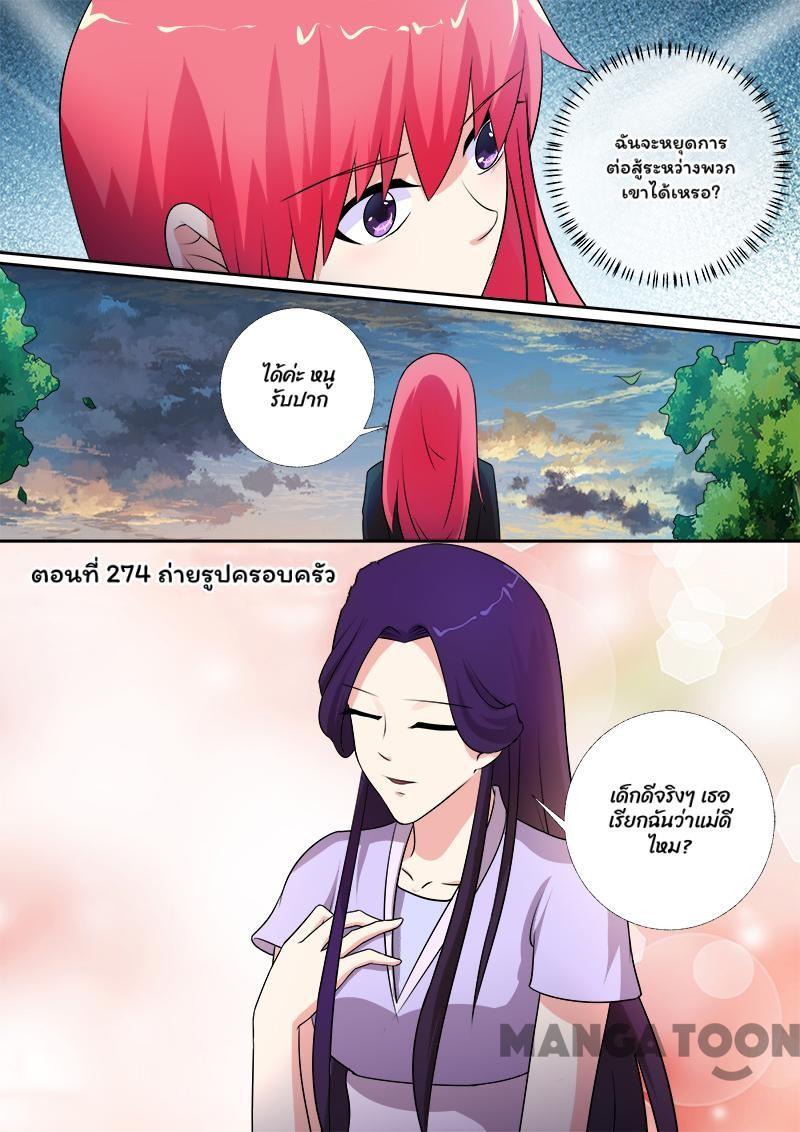 ฉันจะหยุดการ
ต่อสู้ระหว่างพวก
เขาได้เหรอ?
ได้ค่ะ หนู
รับปาก
ตอนที่ 274 ถ่ายรูปครอบครัว
เด็กดีจริงๆ เธอ
เรียกฉันว่าแม่ดี
ไหม?
MANGATOON